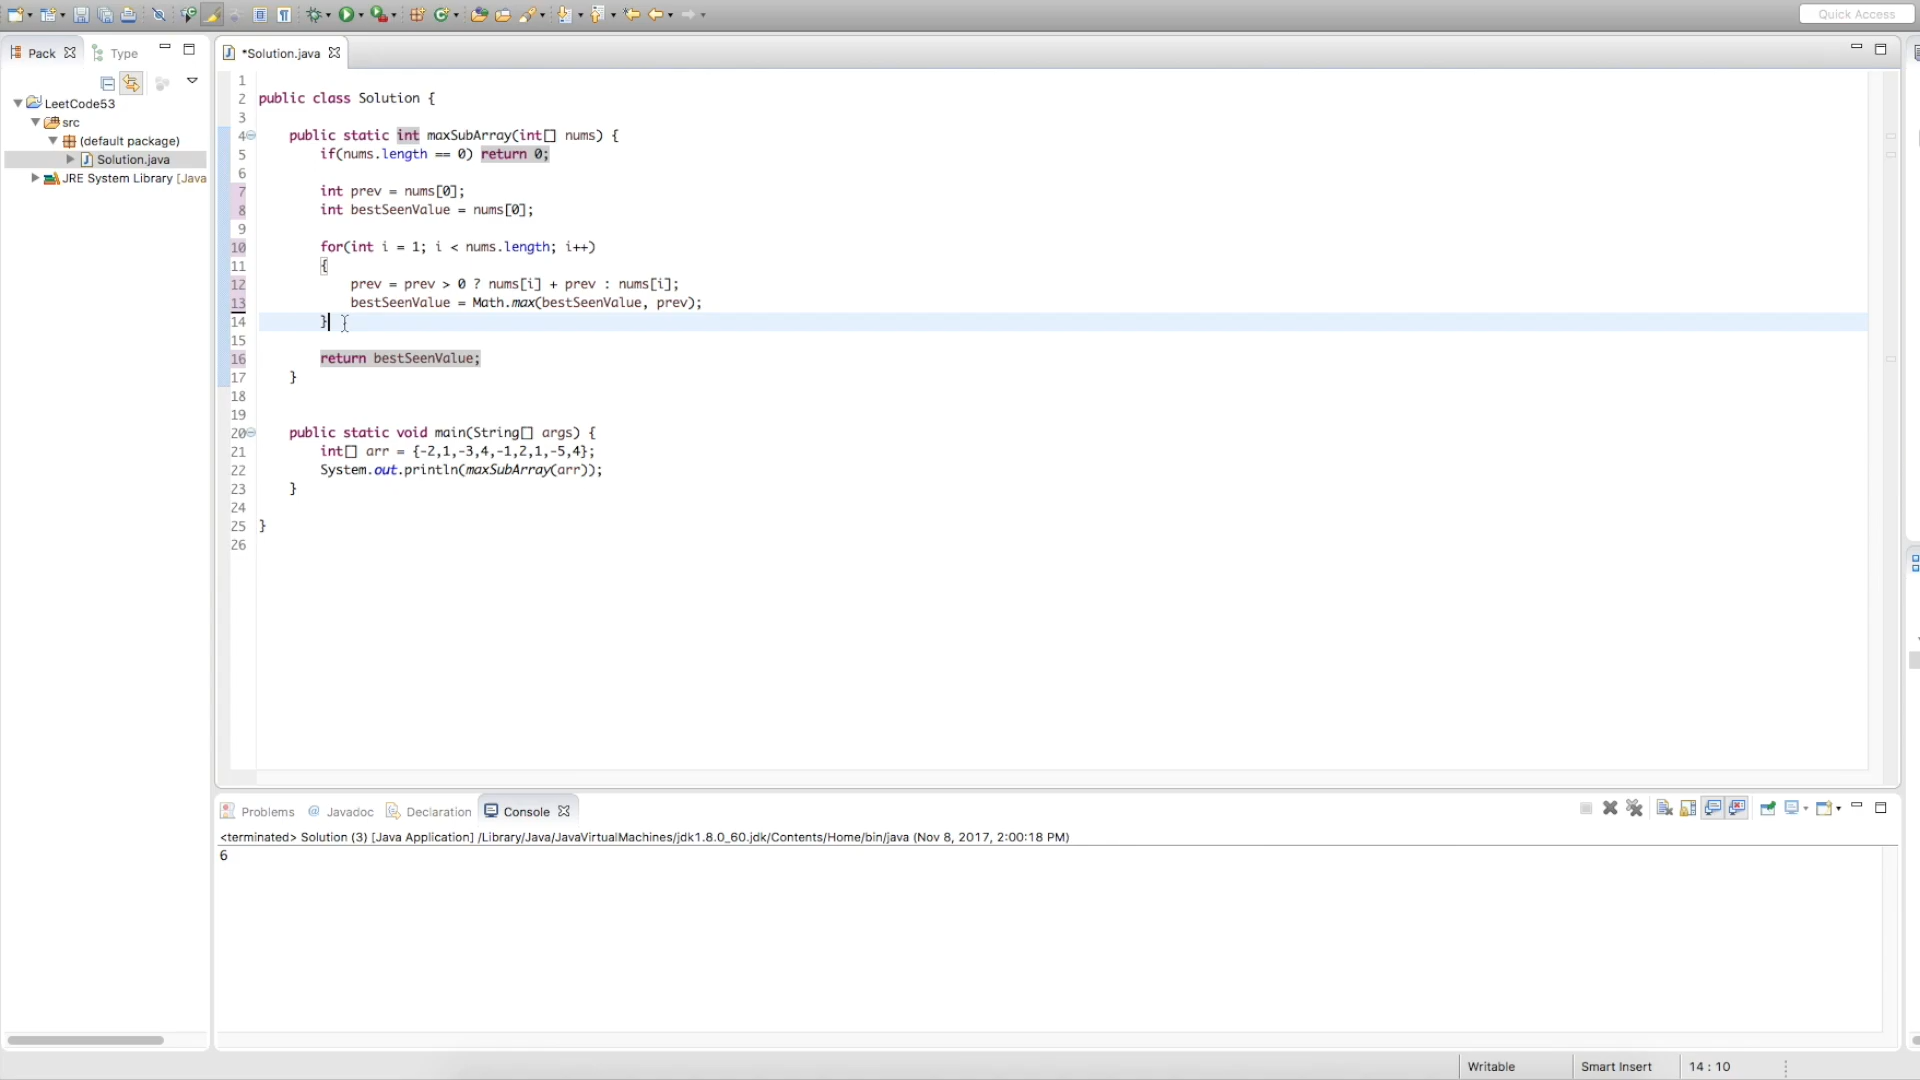 Quick Access
Pack
Type
LeetCode53
src
(default package)
Solution.java
JRE System Library [Java
*Solution.java
1
2 public class Solution {
3
4 public static int maxSubArray(int[] nums) {
5 if(nums.length == 0) return 0;
6
7 int prev = nums[0];
8 int bestSeenValue = nums[0];
9
10 for(int i = 1; i < nums.length; i++)
11 {
12 prev = prev > 0 ? nums[i] + prev : nums[i];
13 bestSeenValue = Math.max(bestSeenValue, prev);
14 }
15
16 return bestSeenValue;
17 }
18
19
20 public static void main(String[] args) {
21 int[] arr = {-2,1,-3,4,-1,2,1,-5,4};
22 System.out.println(maxSubArray(arr));
23 }
24
25 }
26
Problems @ Javadoc Declaration Console
<terminated> Solution (3) [Java Application] /Library/Java/JavaVirtualMachines/jdk1.8.0_60.jdk/Contents/Home/bin/java (Nov 8, 2017, 2:00:18 PM)
6
Writable Smart Insert 14 : 10